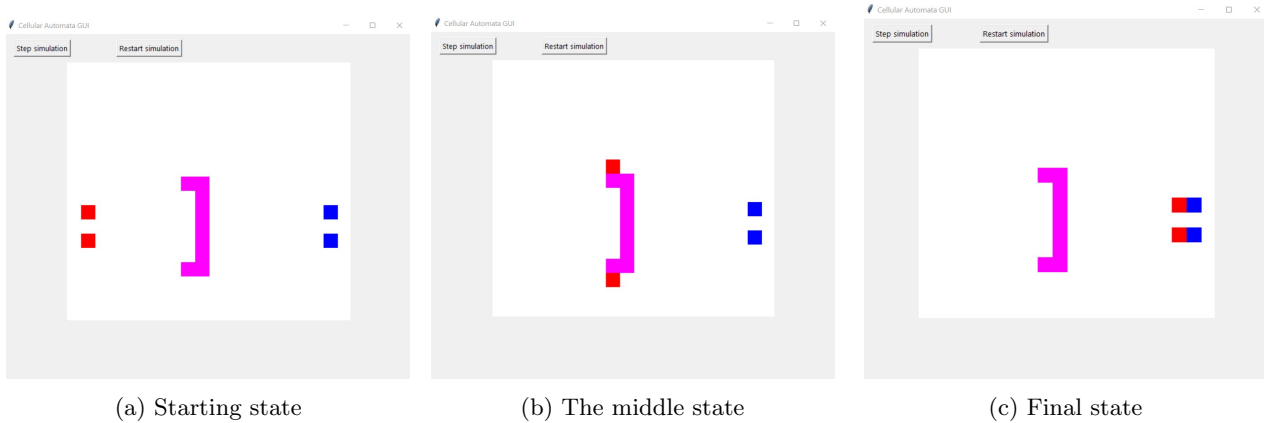 Cellular Automata GUI
Step simulation Restart simulation
Cellular Automata GUI
Step simulation Restart simulation
Cellular Automata GUI
Step simulation Restart simulation
(a) Starting state
(b) The middle state
(c) Final state